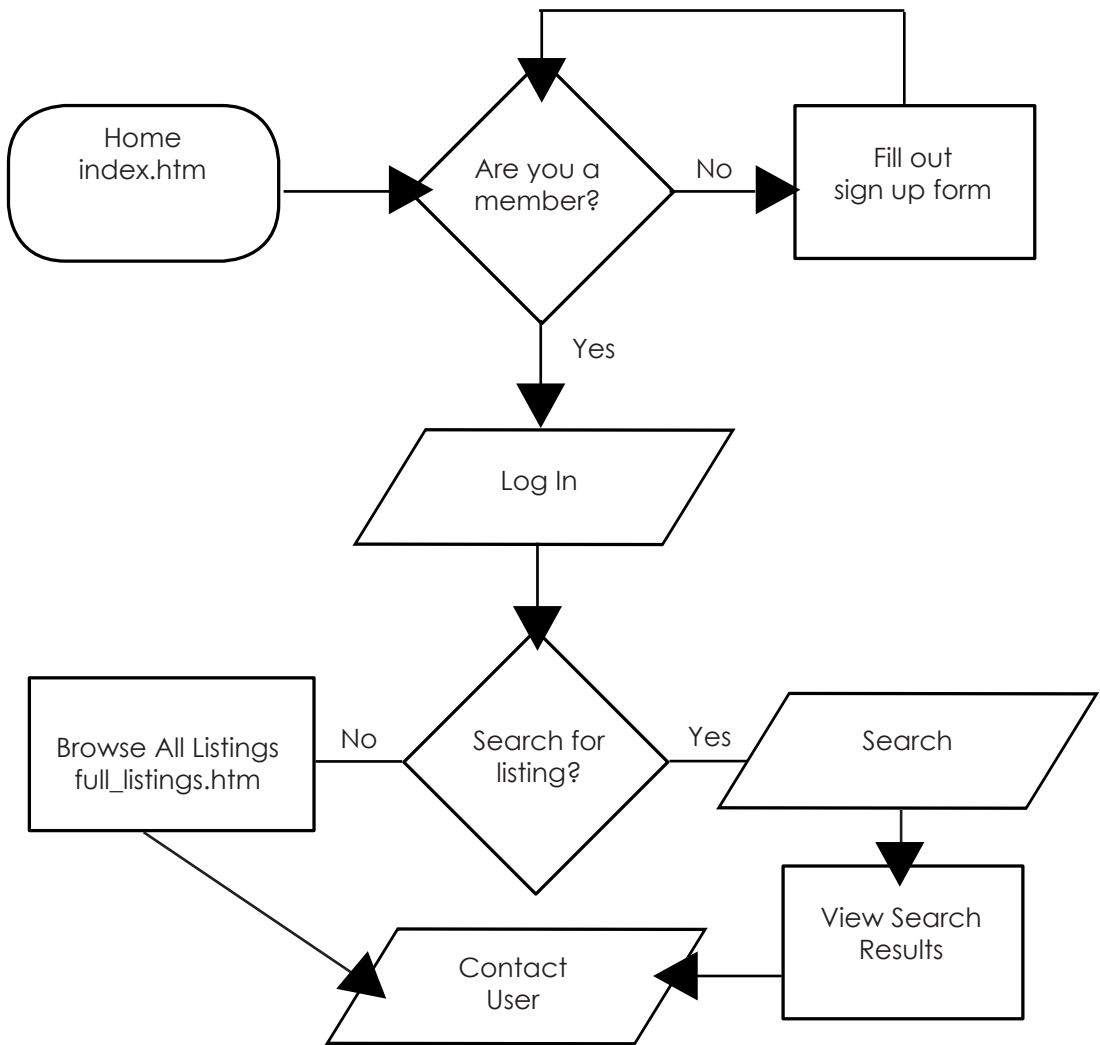 Home
index.htm
Are you a
member?
No
Fill out
sign up form
Yes
Log In
Browse All Listings
full_listings.htm
No
Search for
listing?
Yes
Search
View Search
Results
Contact
User